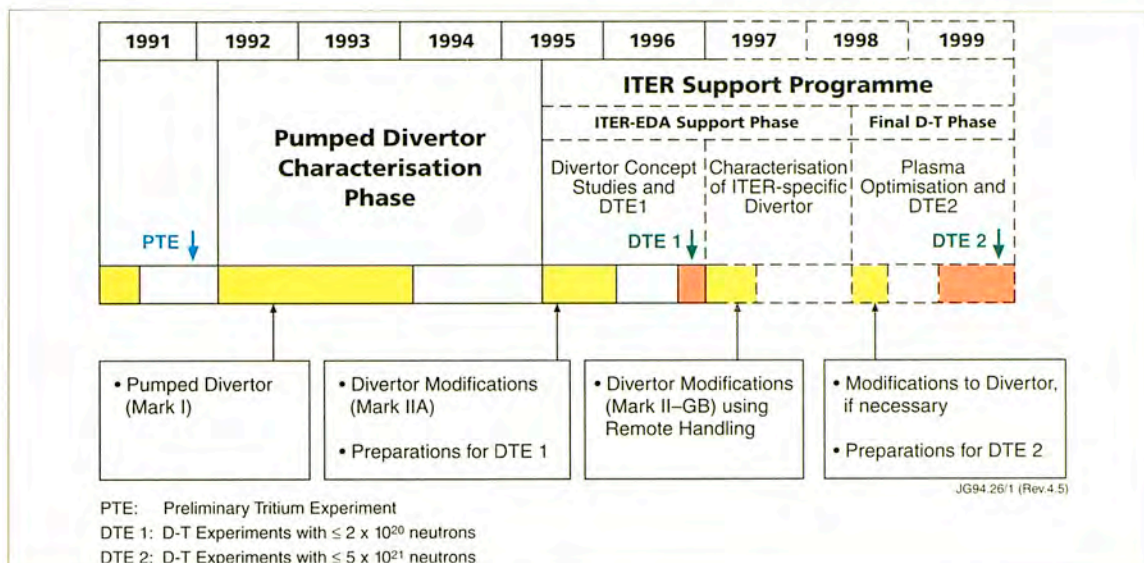 1991 1992 1993 1994 1995 1996 1997 1998 1999
ITER Support Programme
ITER-EDA Support Phase
Final D-T Phase
Pumped Divertor
Characterisation
Phase
Divertor Concept
Studies and
DTE1
Characterisation
of ITER-specific
Divertor
Plasma
Optimisation and
DTE2
PTE
DTE 1
DTE 2
• Pumped Divertor
(Mark I)
• Divertor Modifications
(Mark IIA)
• Preparations for DTE 1
• Divertor Modifications
(Mark II–GB) using
Remote Handling
• Modifications to Divertor,
if necessary
• Preparations for DTE 2
JG94.26/1 (Rev.4.5)
PTE: Preliminary Tritium Experiment
DTE 1: D-T Experiments with ≤ 2 x 10²⁰ neutrons
DTE 2: D-T Experiments with ≤ 5 x 10²¹ neutrons